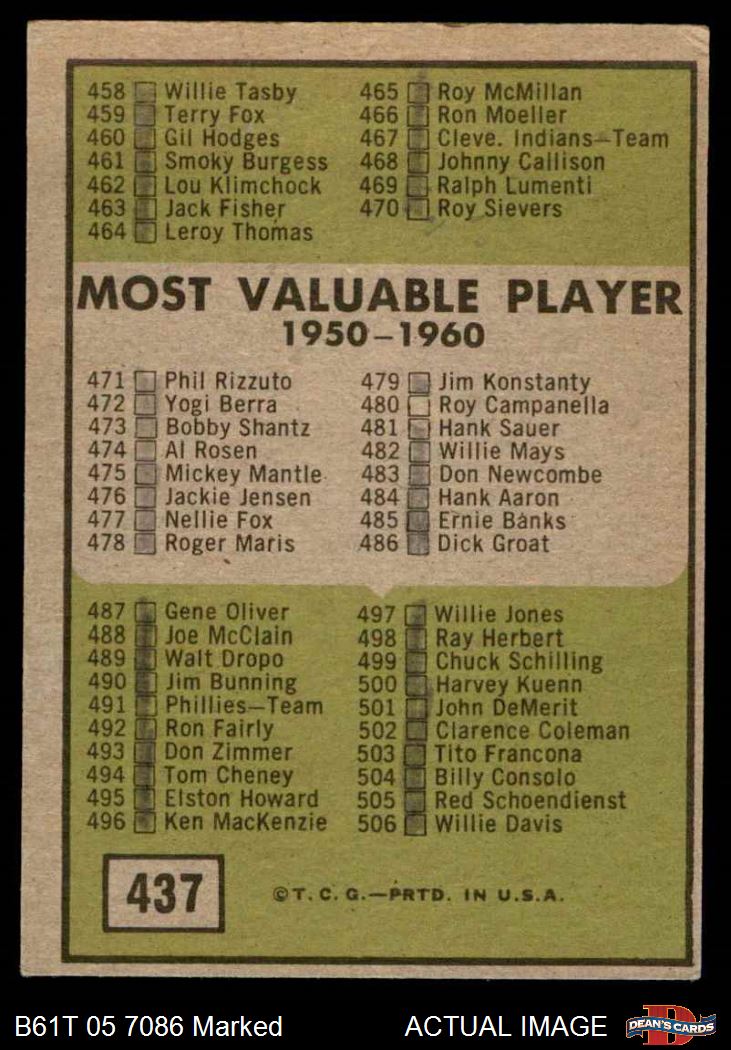 458 Willie Tasby
459 Terry Fox
460 Gil Hodges
461 Smoky Burgess
462 Lou Klimchock
463 Jack Fisher
464 Leroy Thomas
465 Roy McMillan
466 Ron Moeller
467 Cleve. Indians—Team
468 Johnny Callison
469 Ralph Lumenti
470 Roy Sievers
MOST VALUABLE PLAYER
1950–1960
471 Phil Rizzuto
472 Yogi Berra
473 Bobby Shantz
474 Al Rosen
475 Mickey Mantle
476 Jackie Jensen
477 Nellie Fox
478 Roger Maris
479 Jim Konstanty
480 Roy Campanella
481 Hank Sauer
482 Willie Mays
483 Don Newcombe
484 Hank Aaron
485 Ernie Banks
486 Dick Groat
487 Gene Oliver
488 Joe McClain
489 Walt Dropo
490 Jim Bunning
491 Phillies—Team
492 Ron Fairly
493 Don Zimmer
494 Tom Cheney
495 Elston Howard
496 Ken MacKenzie
497 Willie Jones
498 Ray Herbert
499 Chuck Schilling
500 Harvey Kuenn
501 John DeMerit
502 Clarence Coleman
503 Tito Francona
504 Billy Consolo
505 Red Schoendienst
506 Willie Davis
437
©T. C. G.—PRTD. IN U.S.A.
B61T 05 7086 Marked
ACTUAL IMAGE
D
DEAN'S CARDS